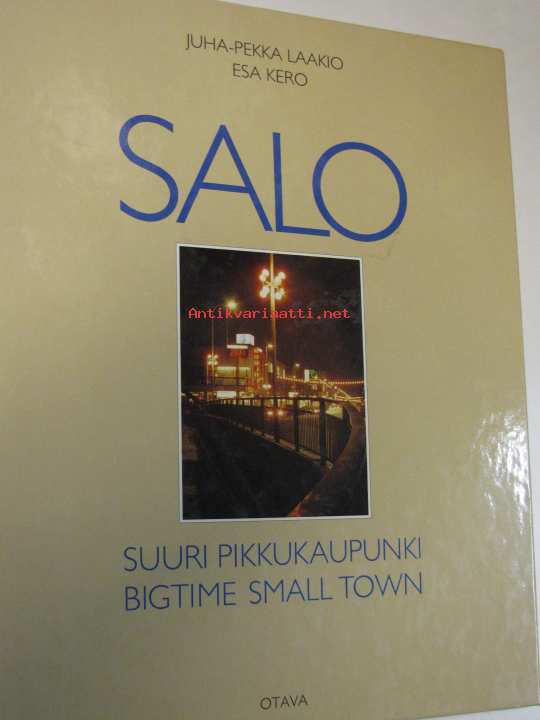 JUHA-PEKKA LAAKIO
ESA KERO
SALO
Antikvariaatti.net
SUURI PIKKUKAUPUNKI
BIGTIME SMALL TOWN
OTAVA